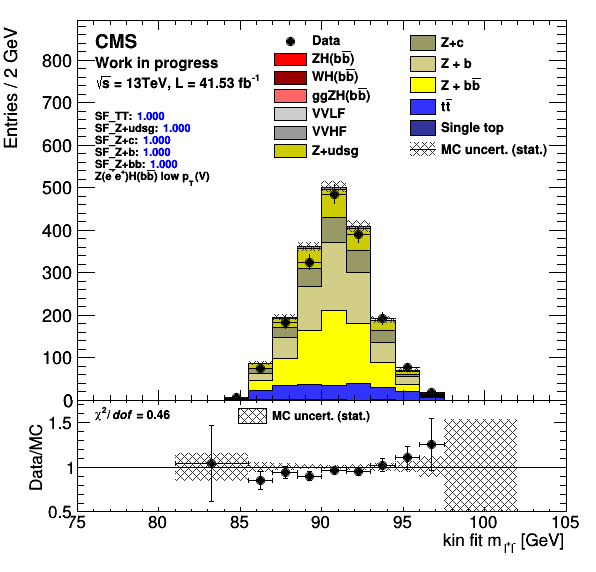 CMS
Work in progress
√s = 13TeV, L = 41.53 fb⁻¹
SF_TT: 1.000
SF_Z+udsg: 1.000
SF_Z+c: 1.000
SF_Z+b: 1.000
SF_Z+bb: 1.000
Z(e⁻e⁺)H(bb̅) low p_T(V)
Data
ZH(bb̅)
WH(bb̅)
ggZH(bb̅)
VVLF
VVHF
Z+udsg
Z+c
Z + b
Z + bb̅
tt̅
Single top
MC uncert. (stat.)
Entries / 2 GeV
800
700
600
500
400
300
200
100
0
χ²/dof = 0.46
MC uncert. (stat.)
Data/MC
1.5
1
0.5
75 80 85 90 95 100 105
kin fit m_l⁺l⁻ [GeV]